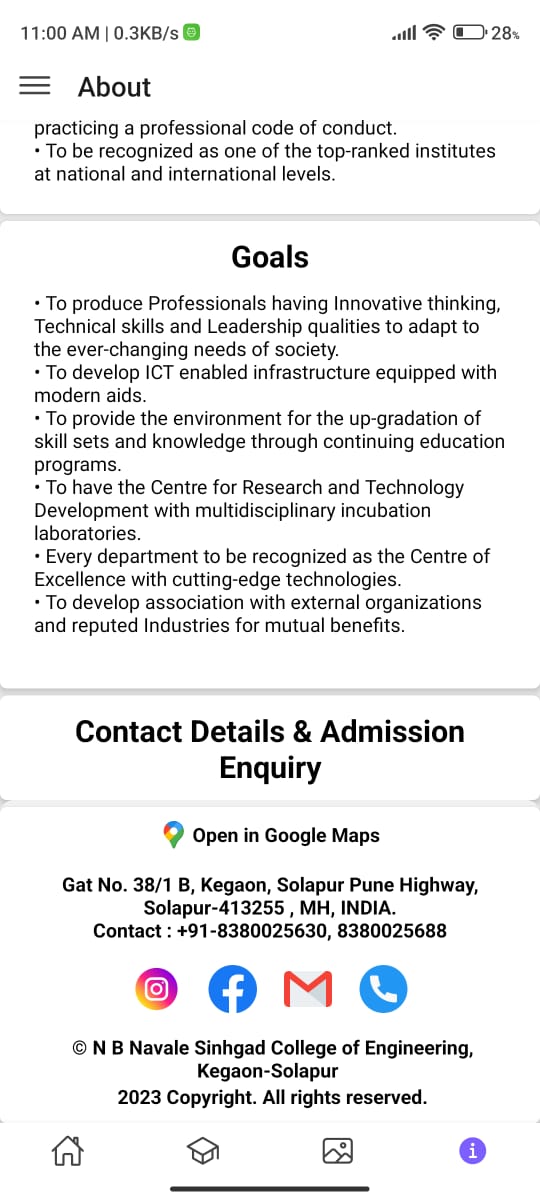 11:00 AM | 0.3KB/s
28%
About
practicing a professional code of conduct.
• To be recognized as one of the top-ranked institutes
at national and international levels.
Goals
• To produce Professionals having Innovative thinking,
Technical skills and Leadership qualities to adapt to
the ever-changing needs of society.
• To develop ICT enabled infrastructure equipped with
modern aids.
• To provide the environment for the up-gradation of
skill sets and knowledge through continuing education
programs.
• To have the Centre for Research and Technology
Development with multidisciplinary incubation
laboratories.
• Every department to be recognized as the Centre of
Excellence with cutting-edge technologies.
• To develop association with external organizations
and reputed Industries for mutual benefits.
Contact Details & Admission
Enquiry
Open in Google Maps
Gat No. 38/1 B, Kegaon, Solapur Pune Highway,
Solapur-413255 , MH, INDIA.
Contact : +91-8380025630, 8380025688
© N B Navale Sinhgad College of Engineering,
Kegaon-Solapur
2023 Copyright. All rights reserved.